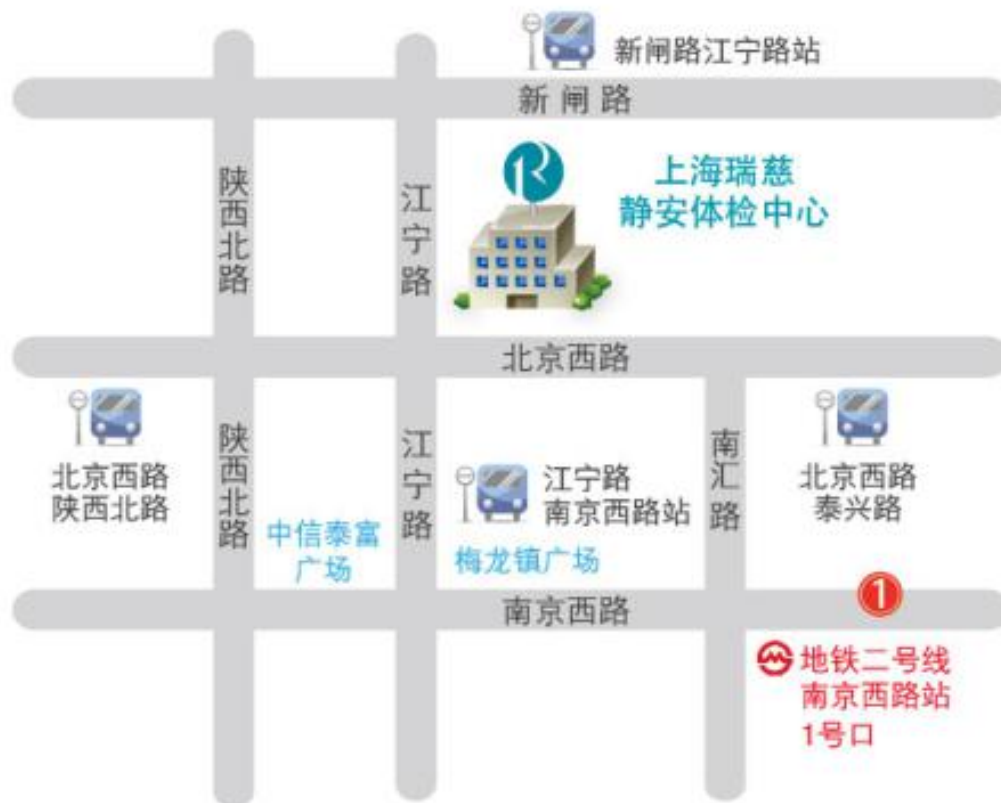 新闸路江宁路站
新闸路
上海瑞慈
静安体检中心
陕西北路
江宁路
北京西路
北京西路
陕西北路
陕西北路
中信泰富
广场
江宁路
江宁路
南京西路站
梅龙镇广场
南汇路
北京西路
泰兴路
南京西路
1
地铁二号线
南京西路站
1号口